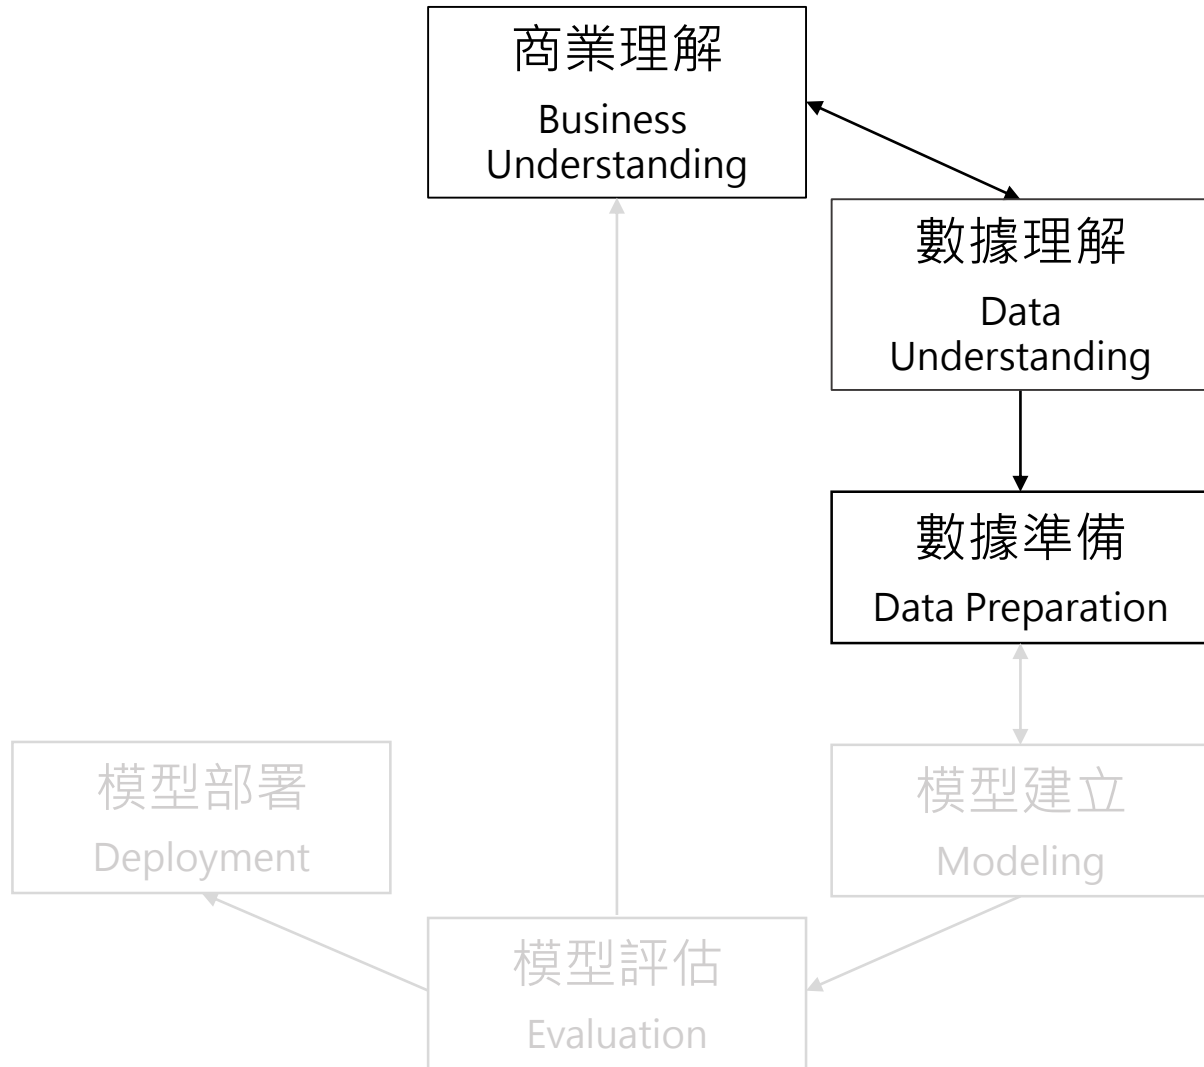 商業理解
Business
Understanding
數據理解
Data
Understanding
數據準備
Data Preparation
模型建立
Modeling
模型評估
Evaluation
模型部署
Deployment